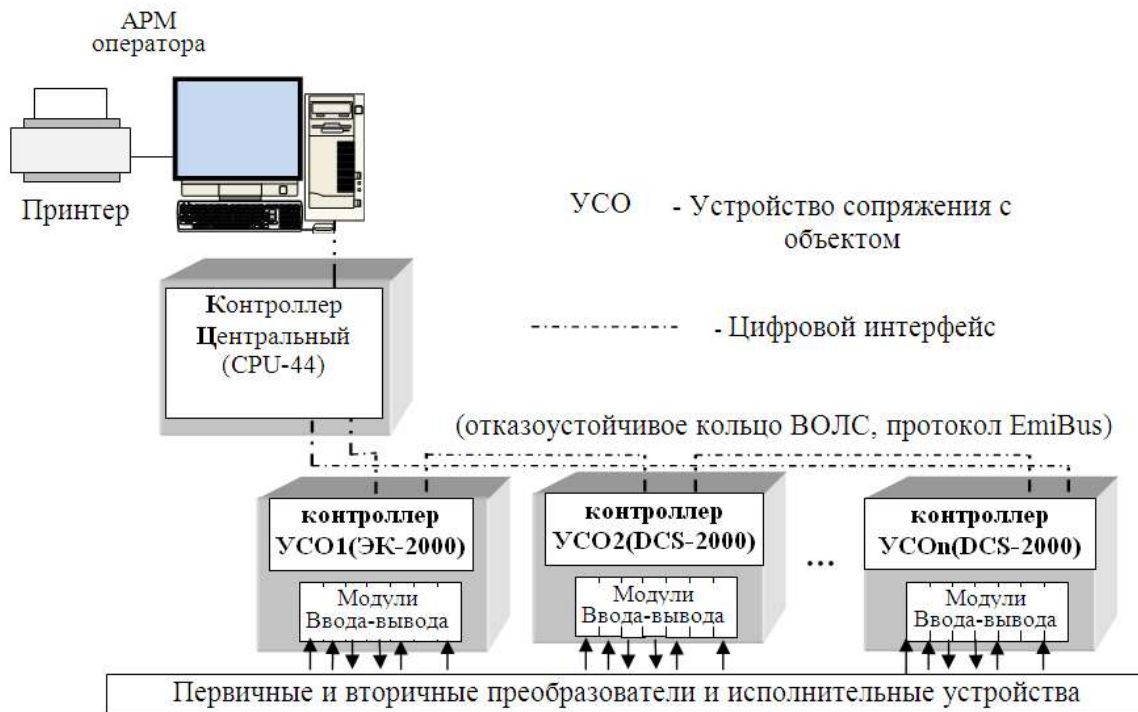 АРМ
оператора
Принтер
УСО - Устройство сопряжения с
объектом
Контроллер
Центральный
(CPU-44)
- Цифровой интерфейс
(отказоустойчивое кольцо ВОЛС, протокол EmiBus)
контроллер
УСО1(ЭК-2000)
Модули
Ввода-вывода
контроллер
УСО2(DCS-2000)
Модули
Ввода-вывода
...
контроллер
УСОn(DCS-2000)
Модули
Ввода-вывода
Первичные и вторичные преобразователи и исполнительные устройства